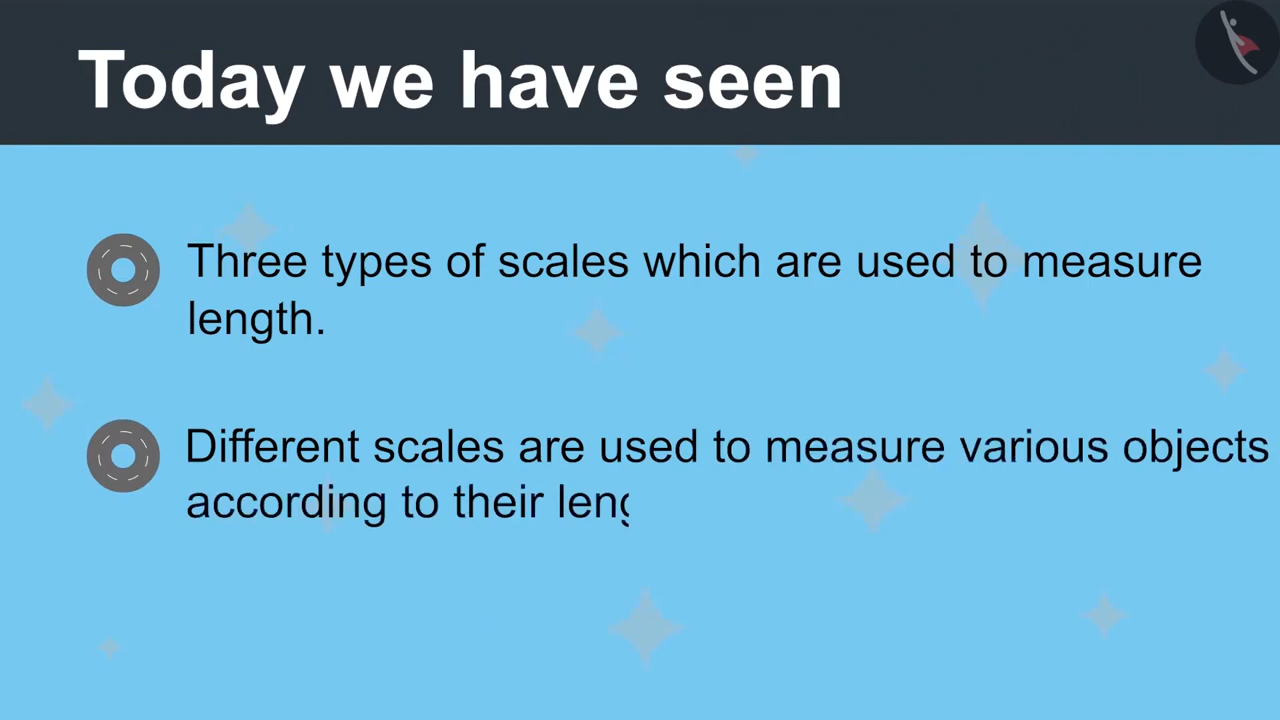 Today we have seen
Three types of scales which are used to measure
length.
Different scales are used to measure various objects
according to their